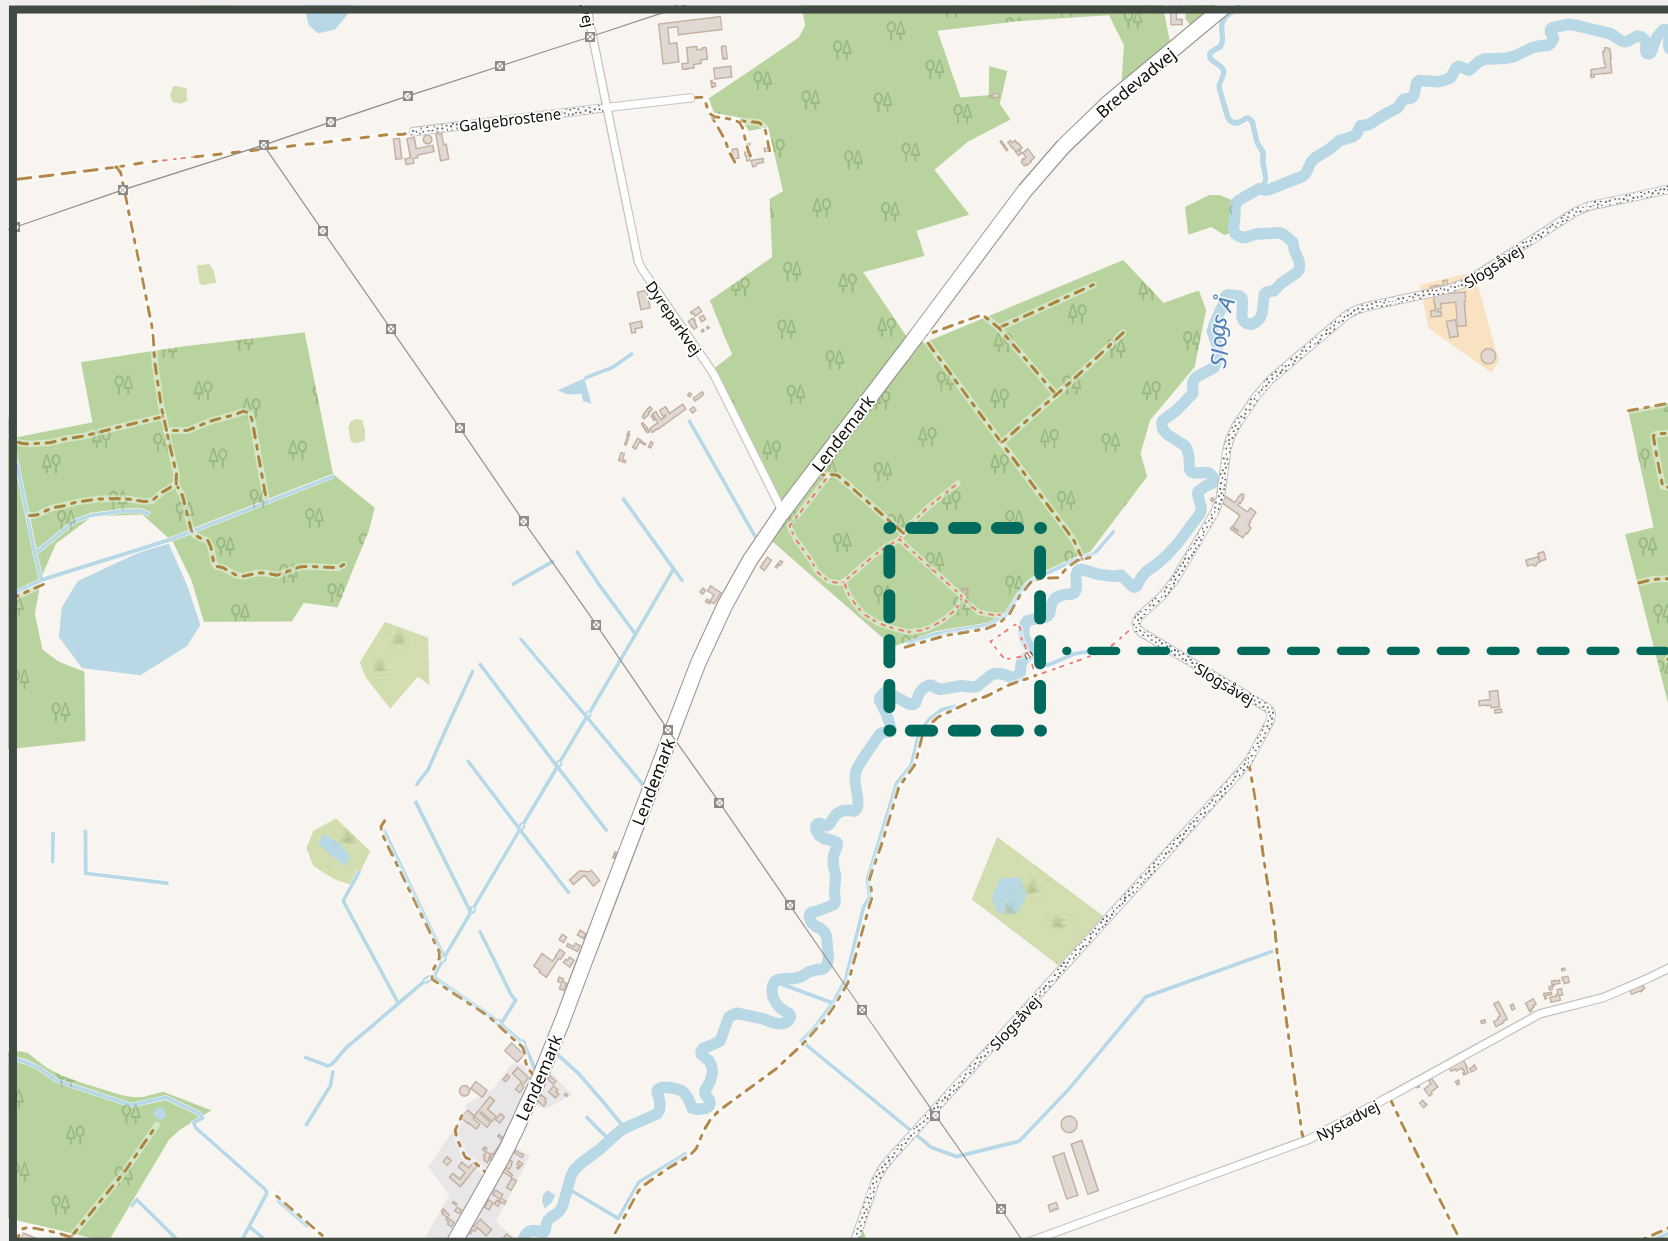 Bredevadvej
Galgebrostene
Slogsåvej
Dyreparkvej
Slogs Å
Lendemark
Slogsåvej
Lendemark
Slogsåvej
Lendemark
Nystadvej